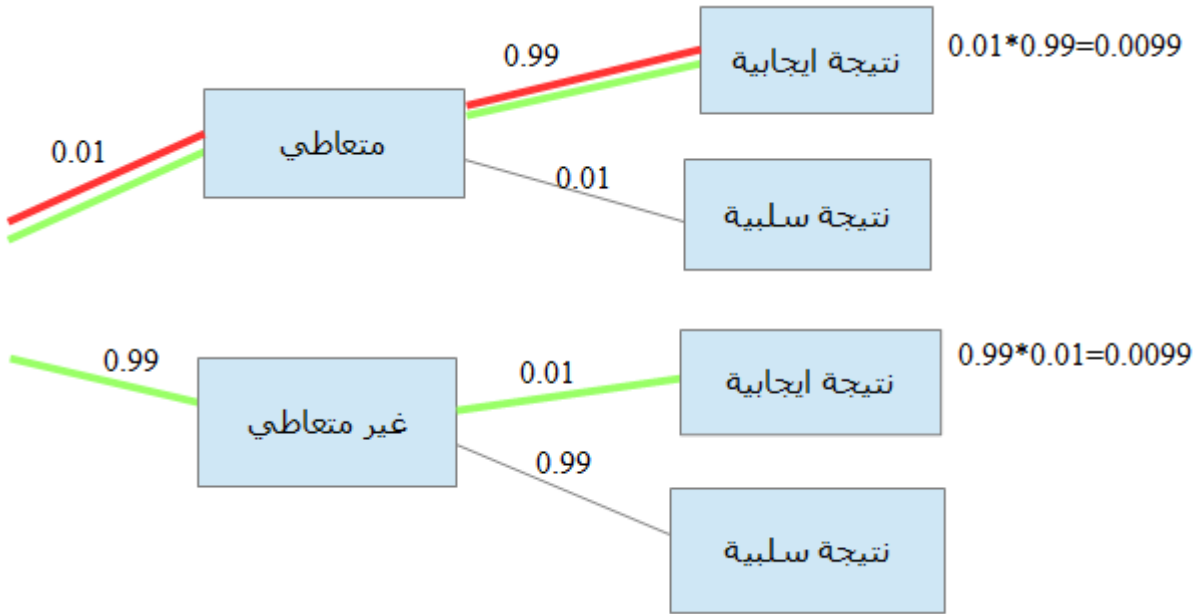 0.01
متعاطي
0.99
نتيجة ايجابية
0.01*0.99=0.0099
0.01
نتيجة سلبية
0.99
غير متعاطي
0.01
نتيجة ايجابية
0.99*0.01=0.0099
0.99
نتيجة سلبية